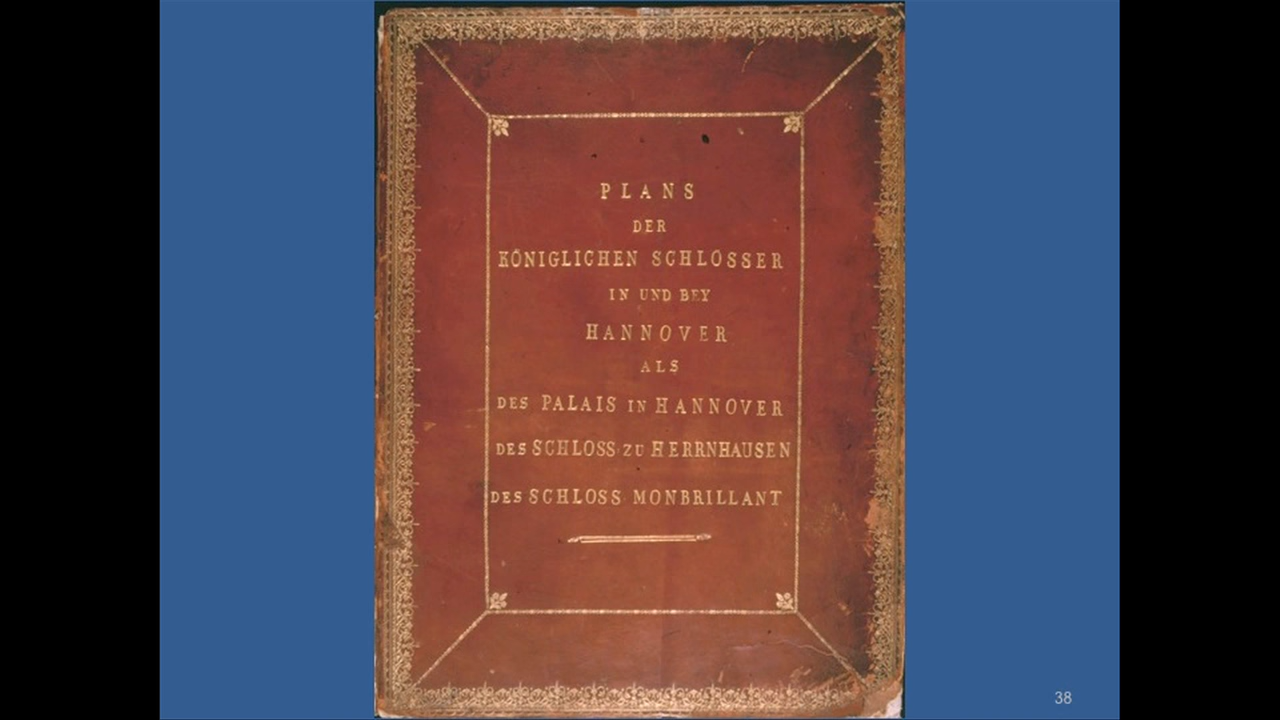 PLANS
DER
KÖNIGLICHEN SCHLÖSSER
IN UND BEY
HANNOVER
ALS
DES PALAIS IN HANNOVER
DES SCHLOSS ZU HERRNHAUSEN
DES SCHLOSS MONBRILLANT
38